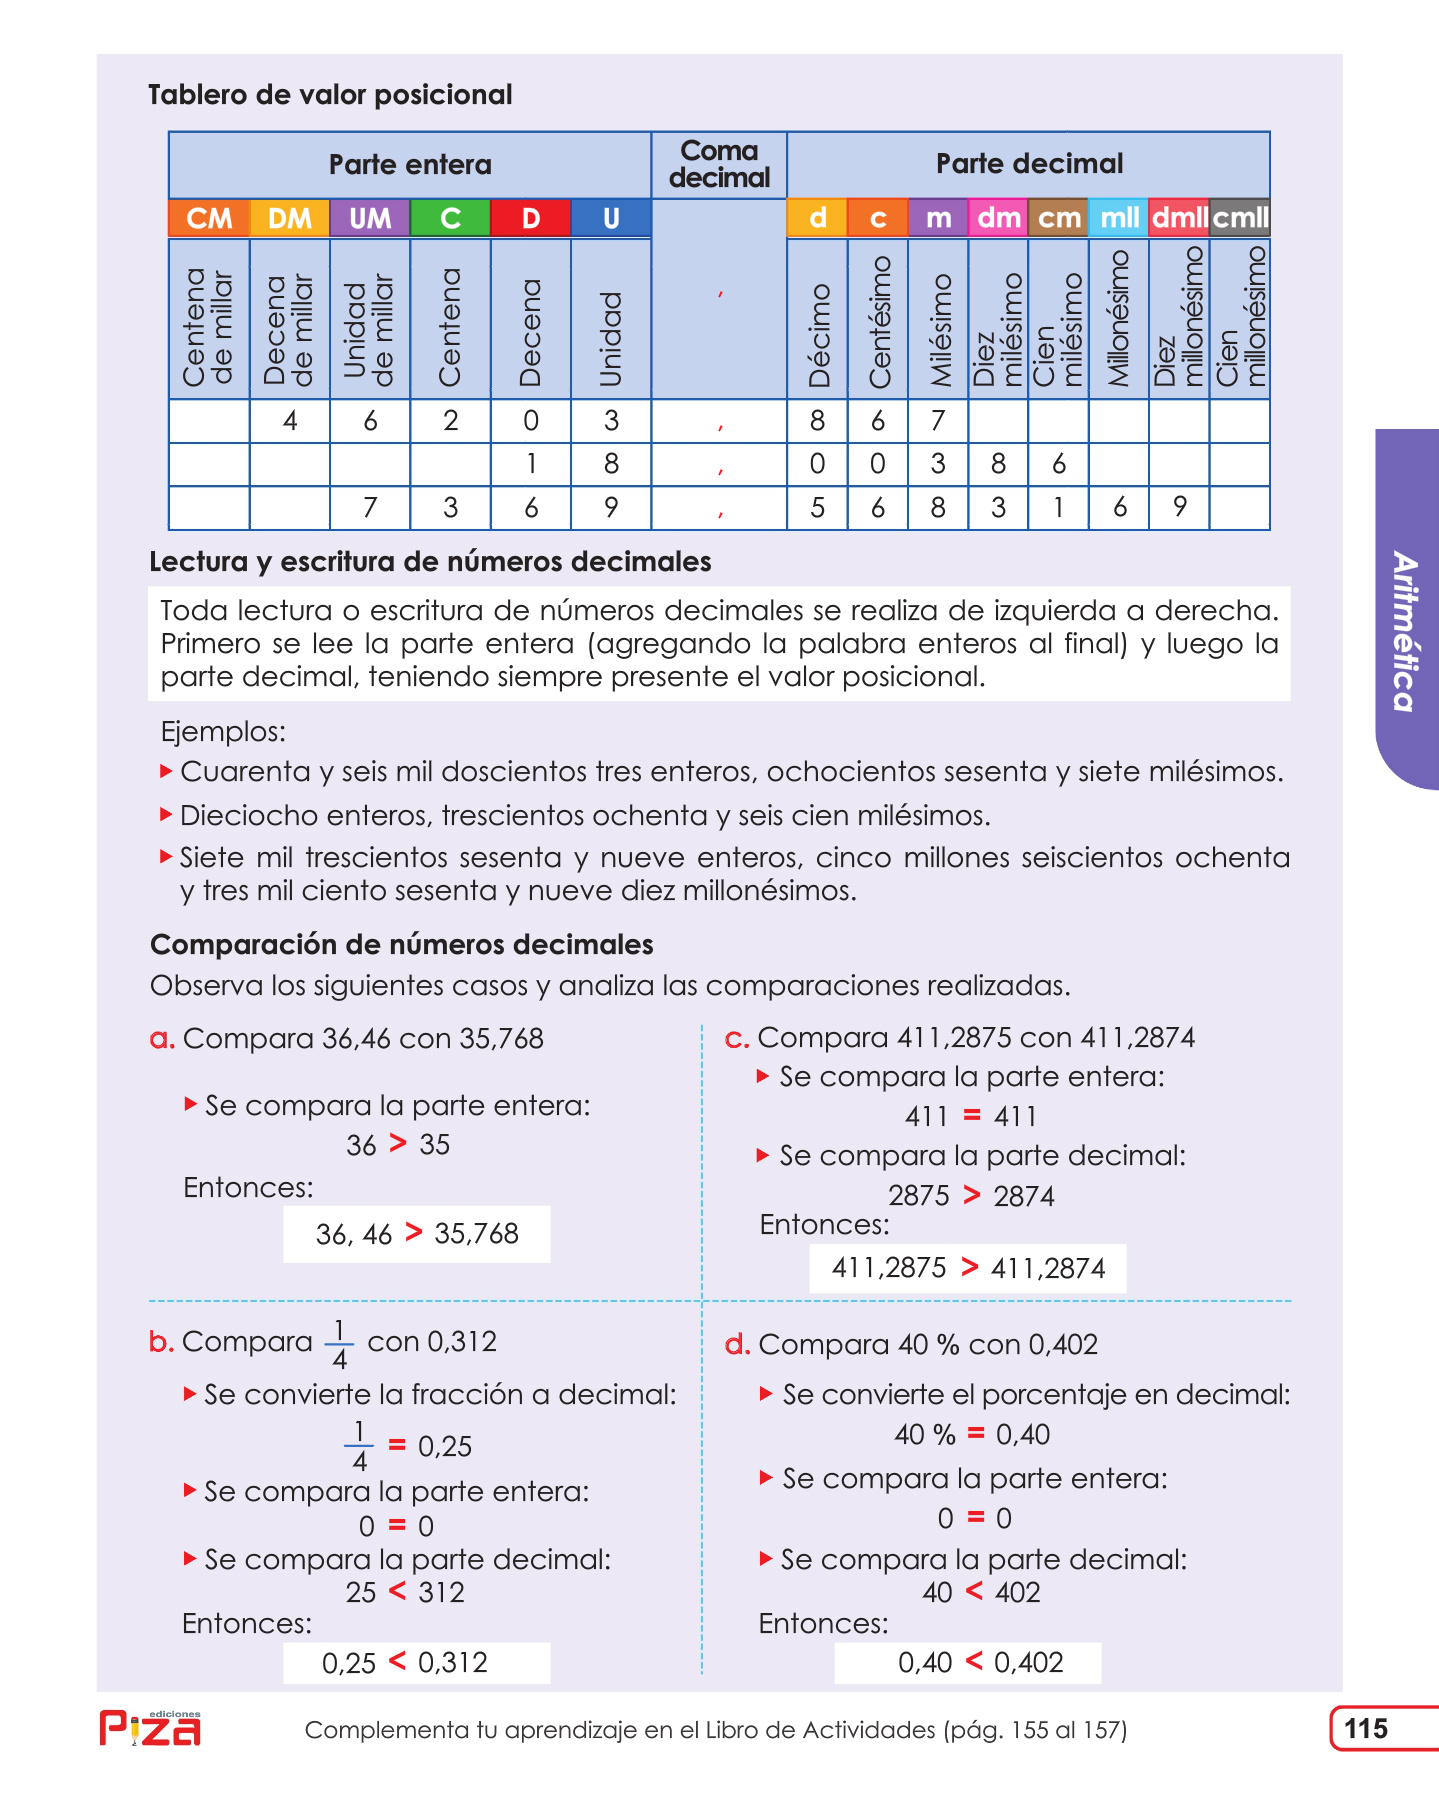 Tablero de valor posicional
Parte entera
Coma
decimal
Parte decimal
CM DM UM C D U d c m dm cm mll dmll cmll
Centena
de millar
Decena
de millar
Unidad
de millar
Centena
Decena
Unidad
,
Décimo
Centésimo
Milésimo
Diez
milésimo
Cien
milésimo
Millonésimo
Diez
millonésimo
Cien
millonésimo
4 6 2 0 3 , 8 6 7
1 8 , 0 0 3 8 6
7 3 6 9 , 5 6 8 3 1 6 9
Lectura y escritura de números decimales
Toda lectura o escritura de números decimales se realiza de izquierda a derecha.
Primero se lee la parte entera (agregando la palabra enteros al final) y luego la
parte decimal, teniendo siempre presente el valor posicional.
Ejemplos:
Cuarenta y seis mil doscientos tres enteros, ochocientos sesenta y siete milésimos.
Dieciocho enteros, trescientos ochenta y seis cien milésimos.
Siete mil trescientos sesenta y nueve enteros, cinco millones seiscientos ochenta
y tres mil ciento sesenta y nueve diez millonésimos.
Comparación de números decimales
Observa los siguientes casos y analiza las comparaciones realizadas.
a. Compara 36,46 con 35,768
Se compara la parte entera:
36 > 35
Entonces:
36, 46 > 35,768
c. Compara 411,2875 con 411,2874
Se compara la parte entera:
411 = 411
Se compara la parte decimal:
2875 > 2874
Entonces:
411,2875 > 411,2874
b. Compara 1/4 con 0,312
Se convierte la fracción a decimal:
1/4 = 0,25
Se compara la parte entera:
0 = 0
Se compara la parte decimal:
25 < 312
Entonces:
0,25 < 0,312
d. Compara 40 % con 0,402
Se convierte el porcentaje en decimal:
40 % = 0,40
Se compara la parte entera:
0 = 0
Se compara la parte decimal:
40 < 402
Entonces:
0,40 < 0,402
Aritmética
ediciones
Piza
Complementa tu aprendizaje en el Libro de Actividades (pág. 155 al 157)
115